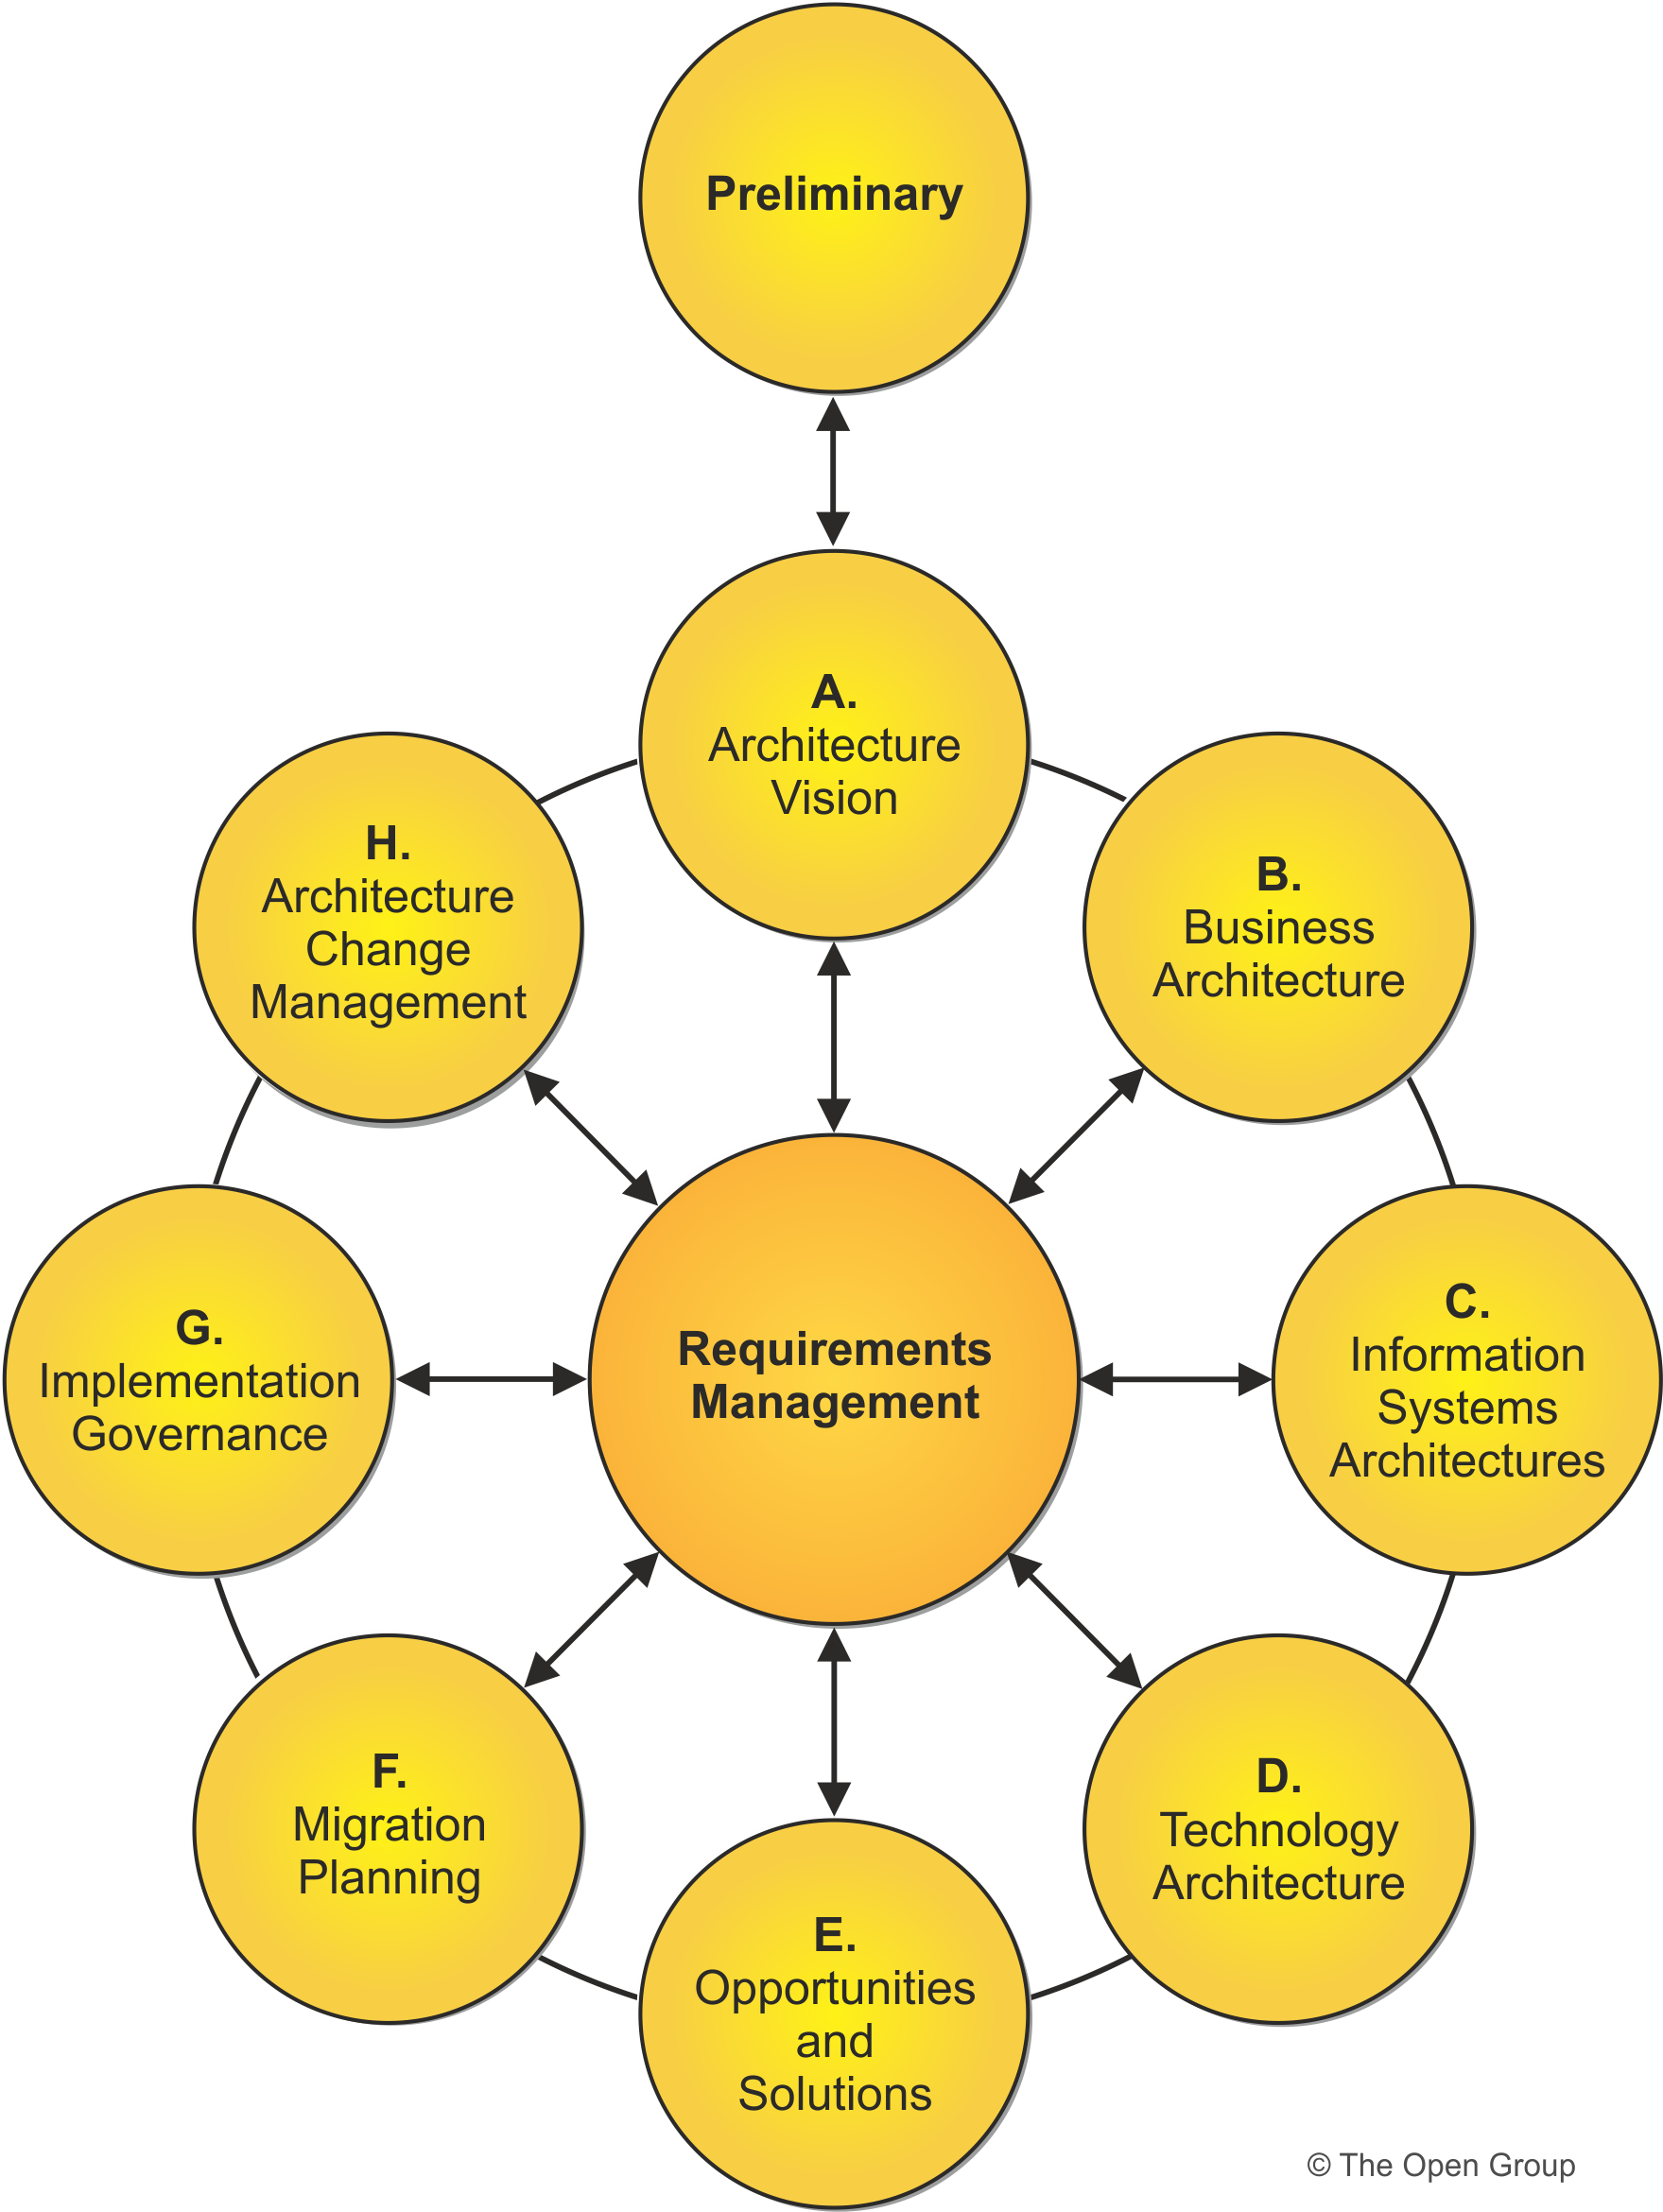 Preliminary
A.
Architecture
Vision
B.
Business
Architecture
C.
Information
Systems
Architectures
D.
Technology
Architecture
E.
Opportunities
and
Solutions
F.
Migration
Planning
G.
Implementation
Governance
H.
Architecture
Change
Management
Requirements
Management
© The Open Group